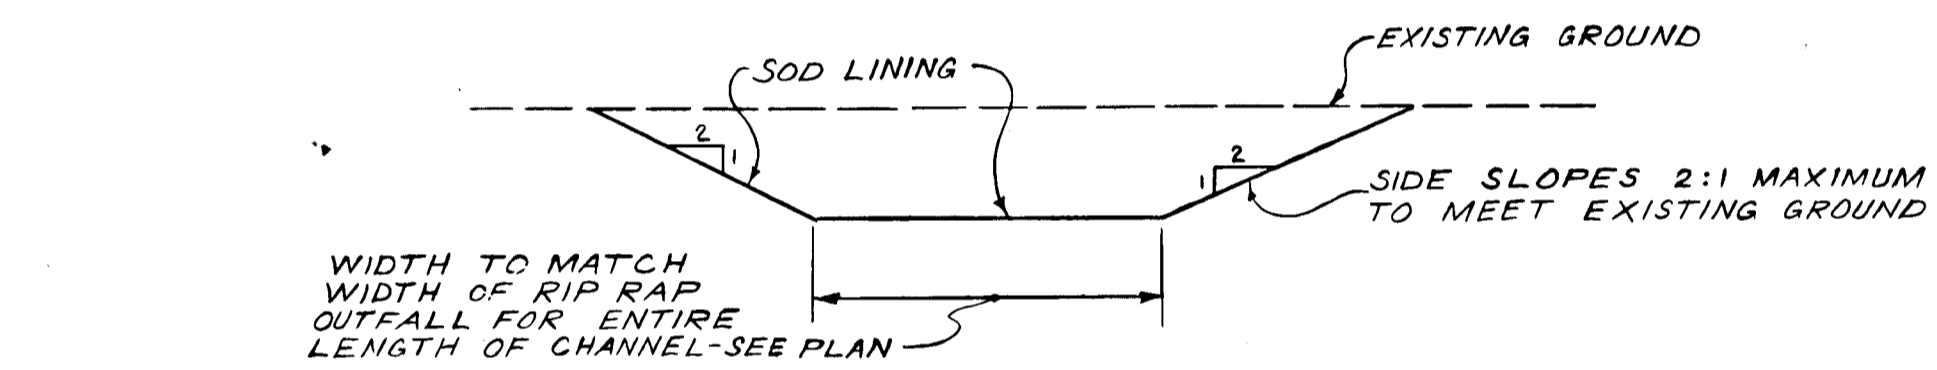 EXISTING GROUND
SOD LINING
2
1
2
1
SIDE SLOPES 2:1 MAXIMUM
TO MEET EXISTING GROUND
WIDTH TO MATCH
WIDTH OF RIP RAP
OUTFALL FOR ENTIRE
LENGTH OF CHANNEL-SEE PLAN